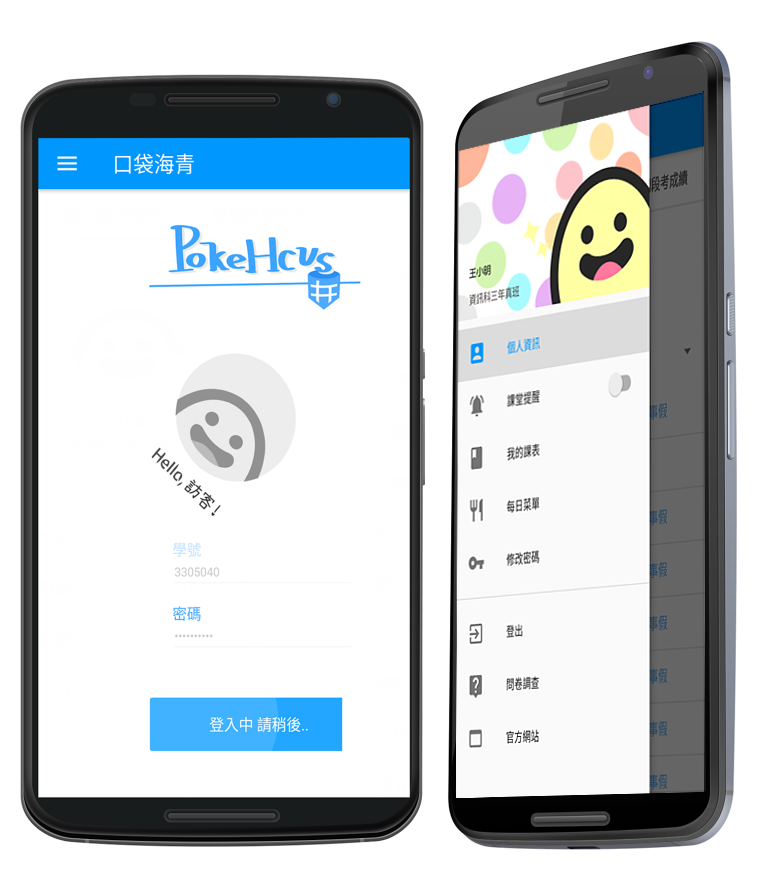 口袋海青
PokeHcvs
Hello, 訪客!
學號
3305040
密碼
••••••••••
登入中 請稍後..
段考成績
王小明
資訊科三年真班
個人資訊
課堂提醒
我的課表
每日菜單
修改密碼
登出
問卷調查
官方網站
事假
事假
事假
事假
事假
事假
事假